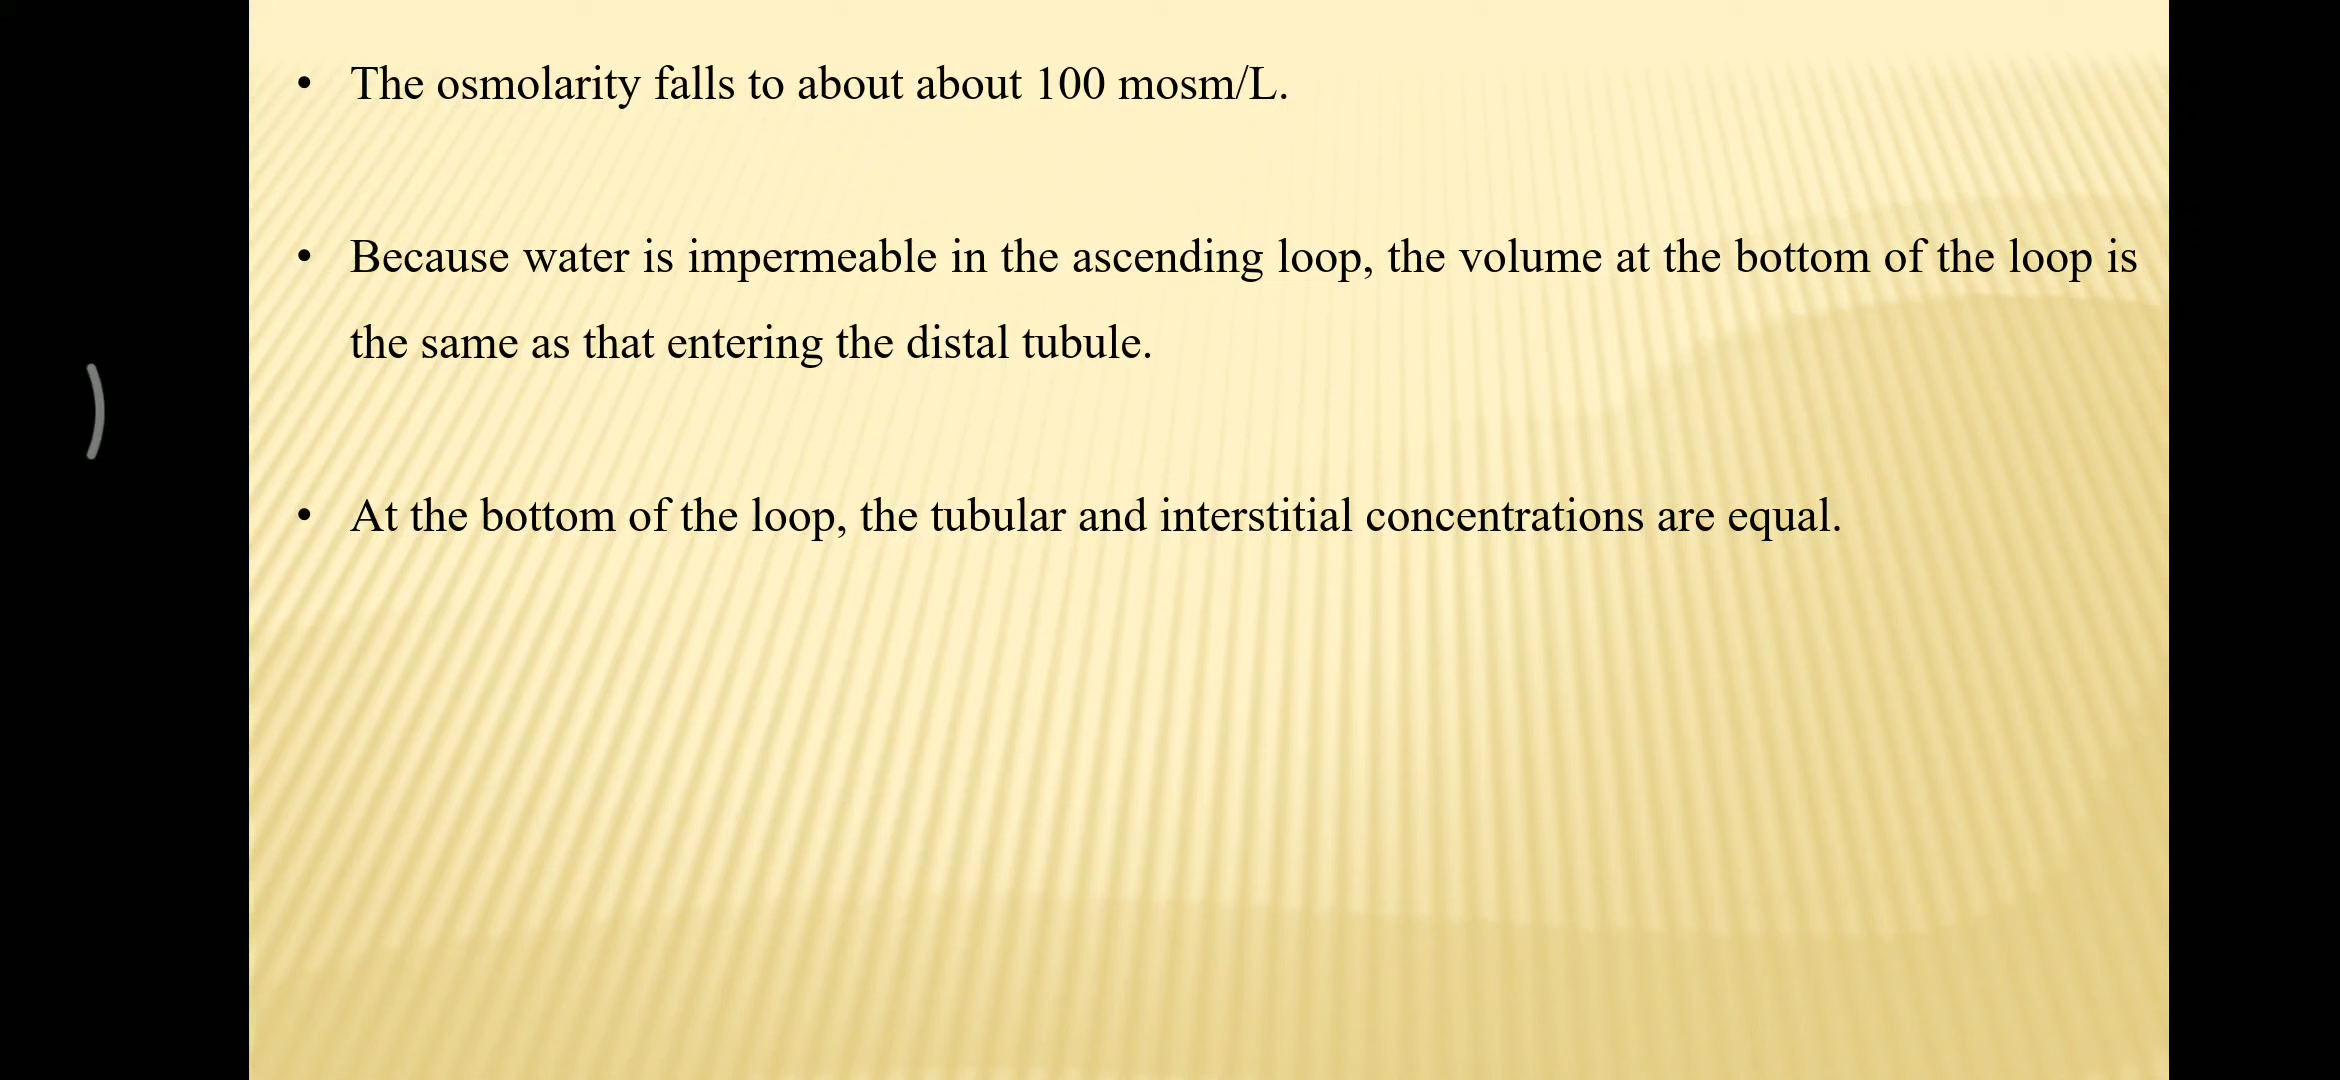 • The osmolarity falls to about about 100 mosm/L.
• Because water is impermeable in the ascending loop, the volume at the bottom of the loop is
the same as that entering the distal tubule.
• At the bottom of the loop, the tubular and interstitial concentrations are equal.